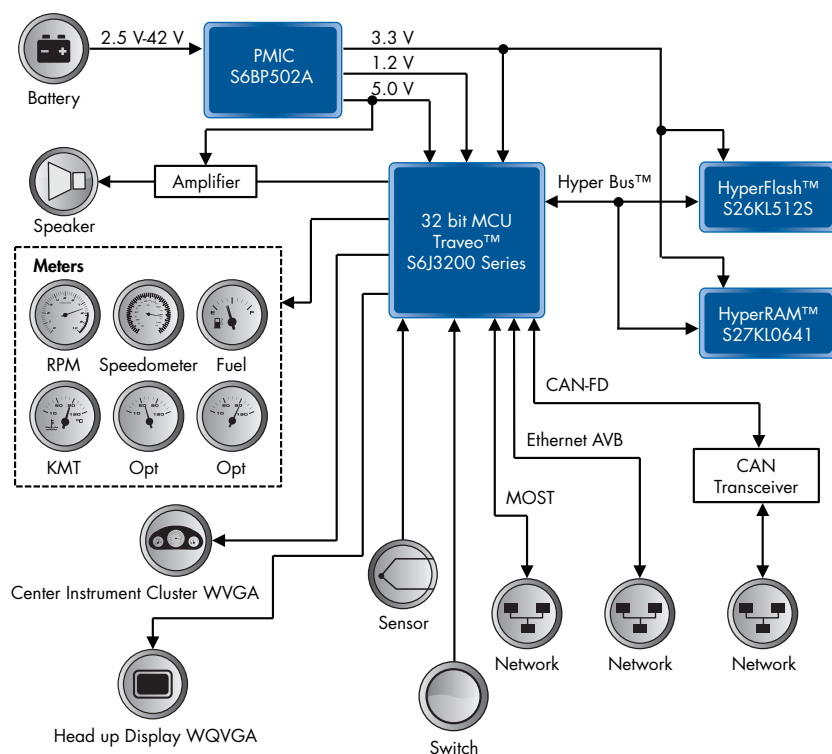 2.5 V-42 V
PMIC
S6BP502A
3.3 V
1.2 V
5.0 V
Battery
Amplifier
Speaker
32 bit MCU
Traveo™
S6J3200 Series
Hyper Bus™
HyperFlash™
S26KL512S
HyperRAM™
S27KL0641
Meters
RPM
Speedometer
Fuel
KMT
Opt
Opt
CAN-FD
Ethernet AVB
MOST
CAN
Transceiver
Center Instrument Cluster WVGA
Sensor
Network
Network
Network
Head up Display WQVGA
Switch